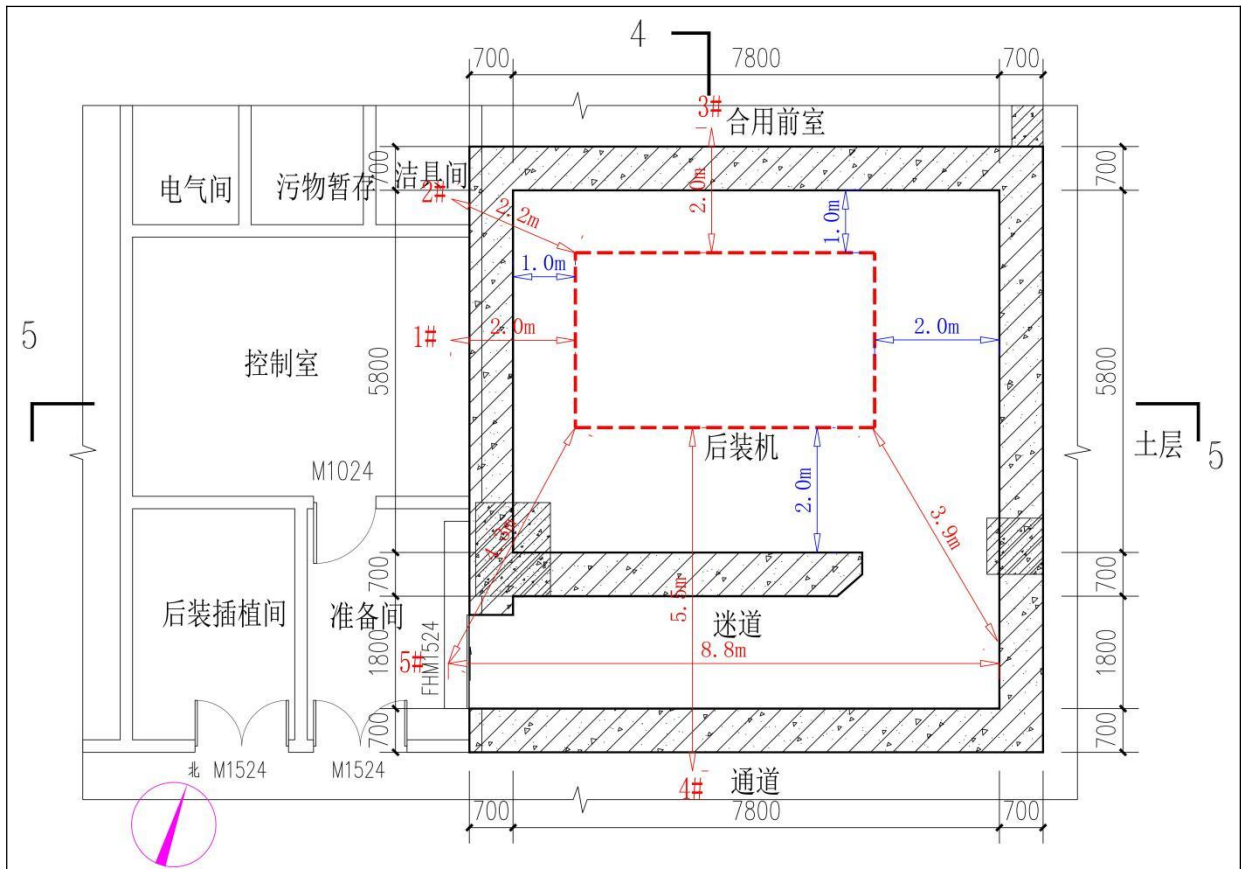 4
700
7800
700
3#
合用前室
700
电气间
污物暂存
洁具间
2#
2.2m
2.0m
1.0m
700
1.0m
5
1#
2.0m
2.0m
控制室
5800
5800
后装机
土层
5
M1024
2.0m
4.2m
3.9m
700
700
后装插植间
准备间
5.5m
迷道
5#
FHM1524
1800
8.8m
1800
700
700
北
M1524
M1524
4#
通道
700
7800
700